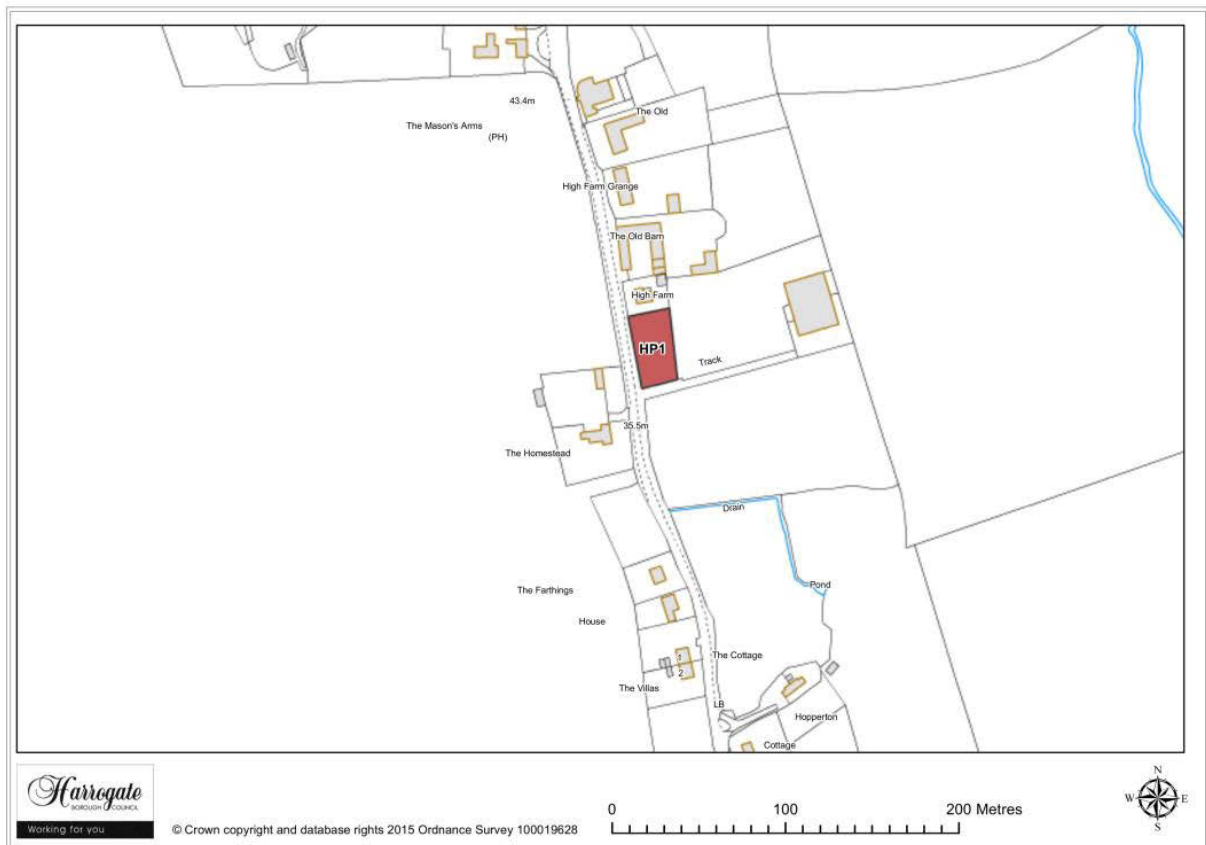 43.4m
The Old
The Mason's Arms
(PH)
High Farm Grange
The Old Barn
High Farm
HP1
Track
35.5m
The Homestead
Drain
Pond
The Farthings
House
1
The Cottage
2
The Villas
LB
Hopperton
Cottage
Harrogate
BOROUGH COUNCIL
Working for you
© Crown copyright and database rights 2015 Ordnance Survey 100019628
0 100 200 Metres
N
W E
S